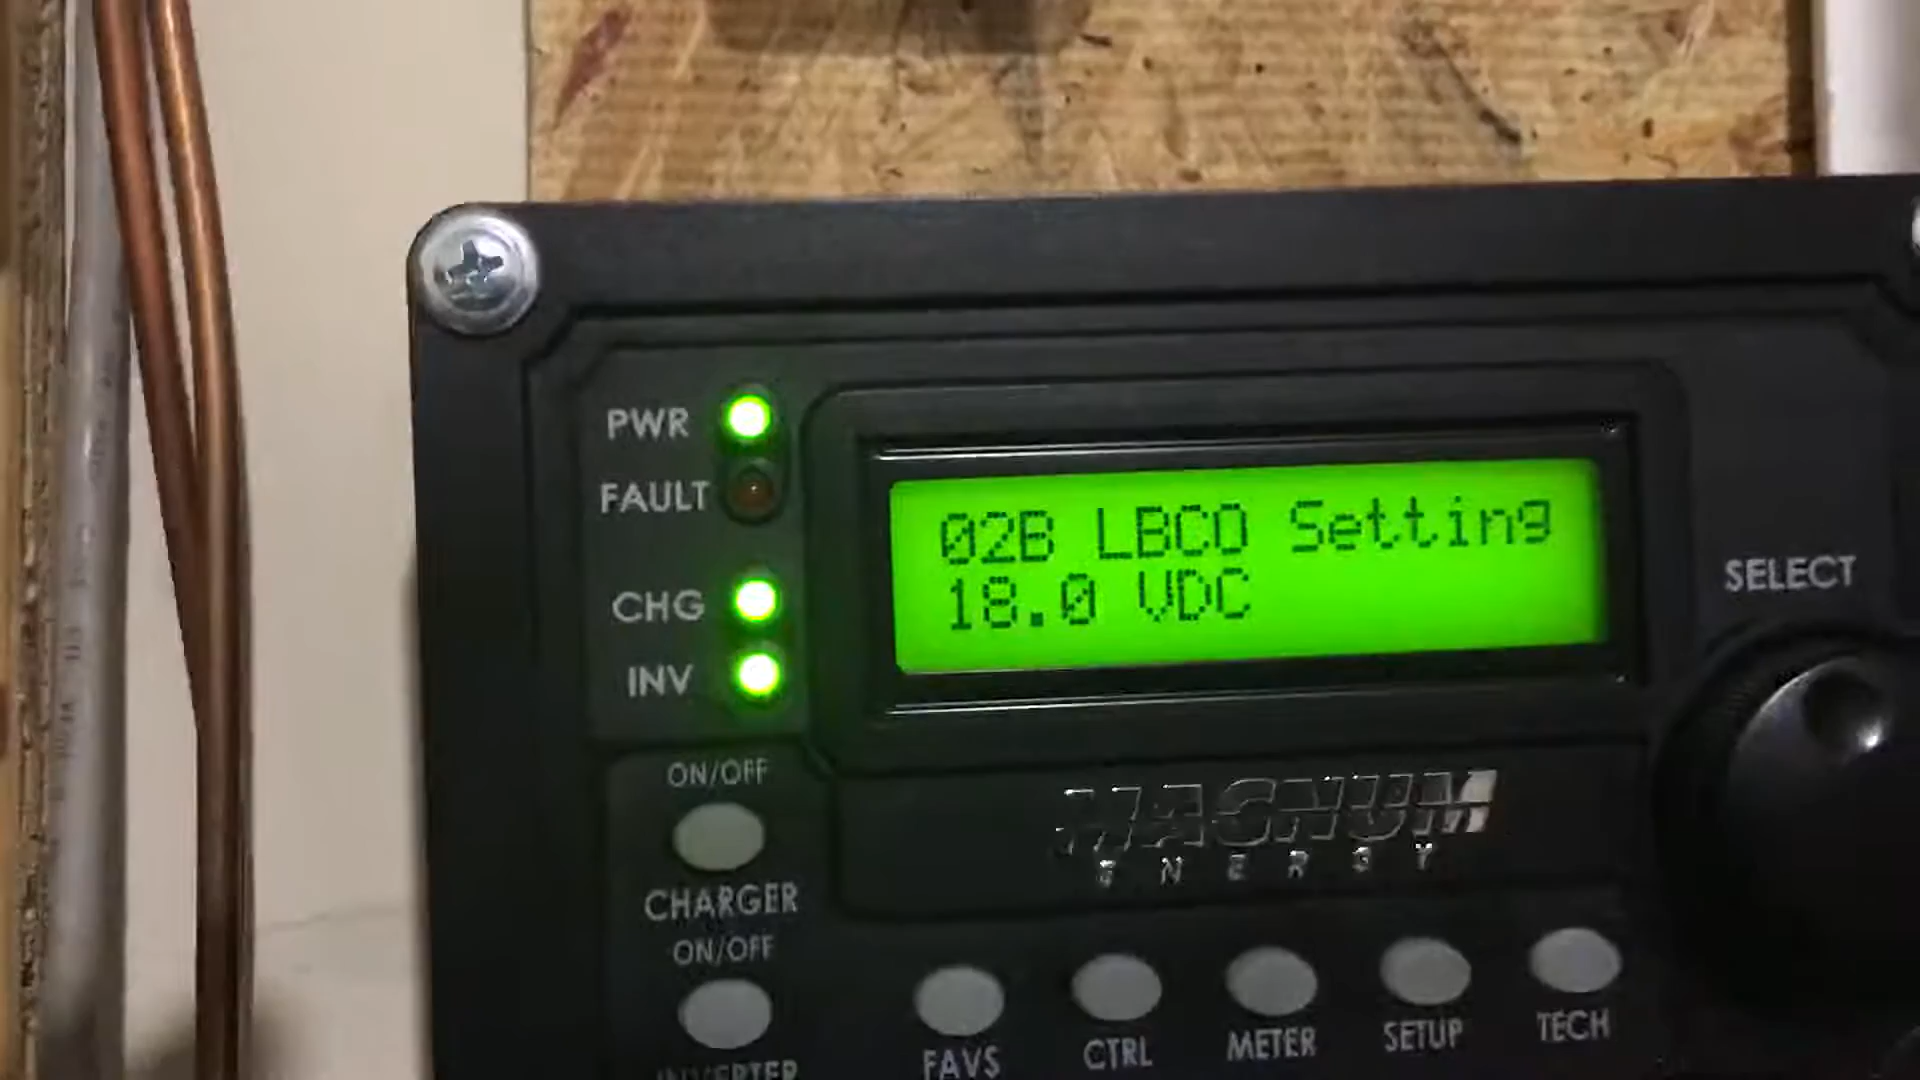 PWR
FAULT
CHG
INV
02B LBCO Setting
18.0 VDC
SELECT
ON/OFF
CHARGER
ON/OFF
INVERTER
MAGNUM
ENERGY
FAVS
CTRL
METER
SETUP
TECH